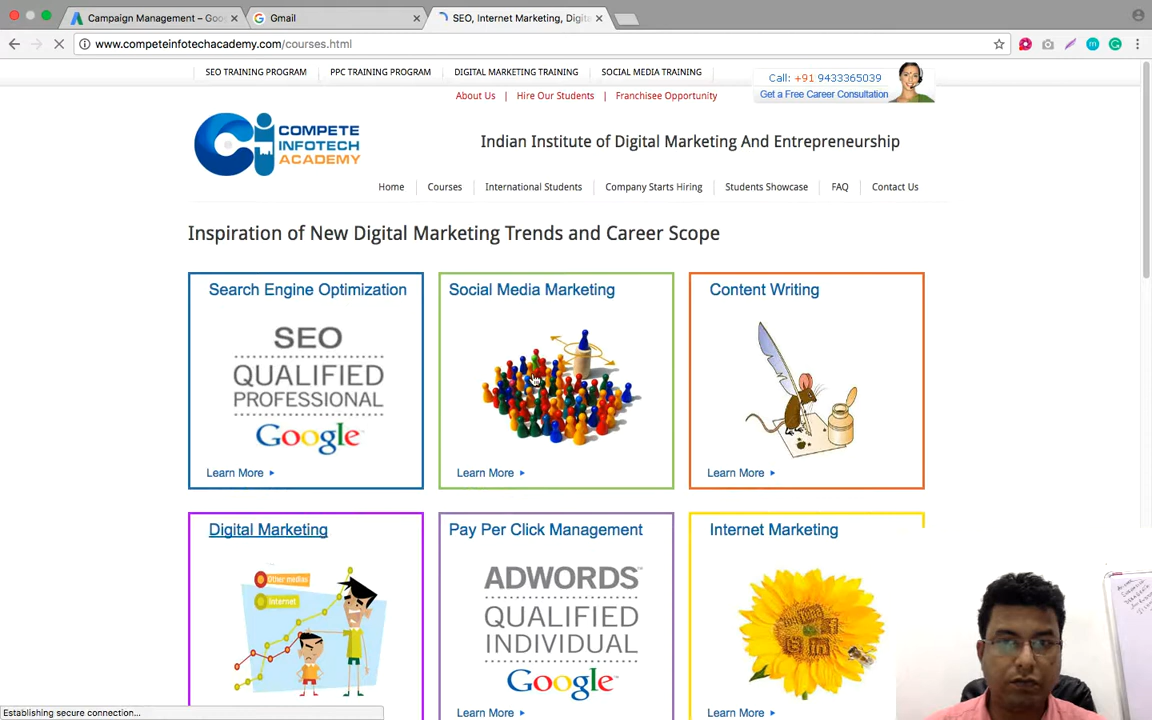 Campaign Management – Goo
Gmail
SEO, Internet Marketing, Digita
www.competeinfotechacademy.com/courses.html
SEO TRAINING PROGRAM
PPC TRAINING PROGRAM
DIGITAL MARKETING TRAINING
SOCIAL MEDIA TRAINING
Call: +91 9433365039
Get a Free Career Consultation
About Us | Hire Our Students | Franchisee Opportunity
COMPETE
INFOTECH
ACADEMY
Indian Institute of Digital Marketing And Entrepreneurship
Home
Courses
International Students
Company Starts Hiring
Students Showcase
FAQ
Contact Us
Inspiration of New Digital Marketing Trends and Career Scope
Search Engine Optimization
SEO
QUALIFIED
PROFESSIONAL
Google
Learn More
Social Media Marketing
Learn More
Content Writing
Learn More
Digital Marketing
Other medias
Internet
Pay Per Click Management
ADWORDS™
QUALIFIED
INDIVIDUAL
Google
Learn More
Internet Marketing
Learn More
Establishing secure connection...